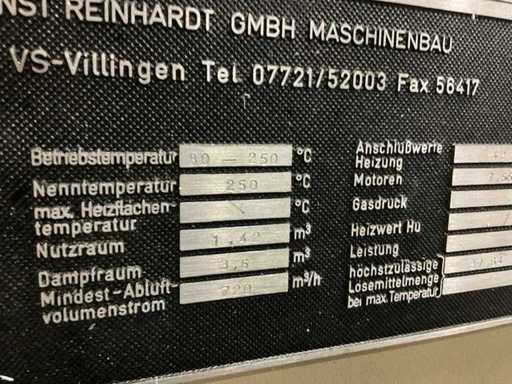 NST REINHARDT GMBH MASCHINENBAU
VS-Villingen Tel. 07721/52003 Fax 56417
Betriebstemperatur 80 – 250 °C
Nenntemperatur 250 °C
max. Heizflächen-
temperatur °C
Nutzraum 1,42 m³
Dampfraum 3,6 m³
Mindest-Abluft-
volumenstrom 720 m³/h
Anschlußwerte
Heizung
Motoren
Gasdruck
Heizwert Hu
Leistung
höchstzulässige
Lösemittelmenge
bei max. Temperatur